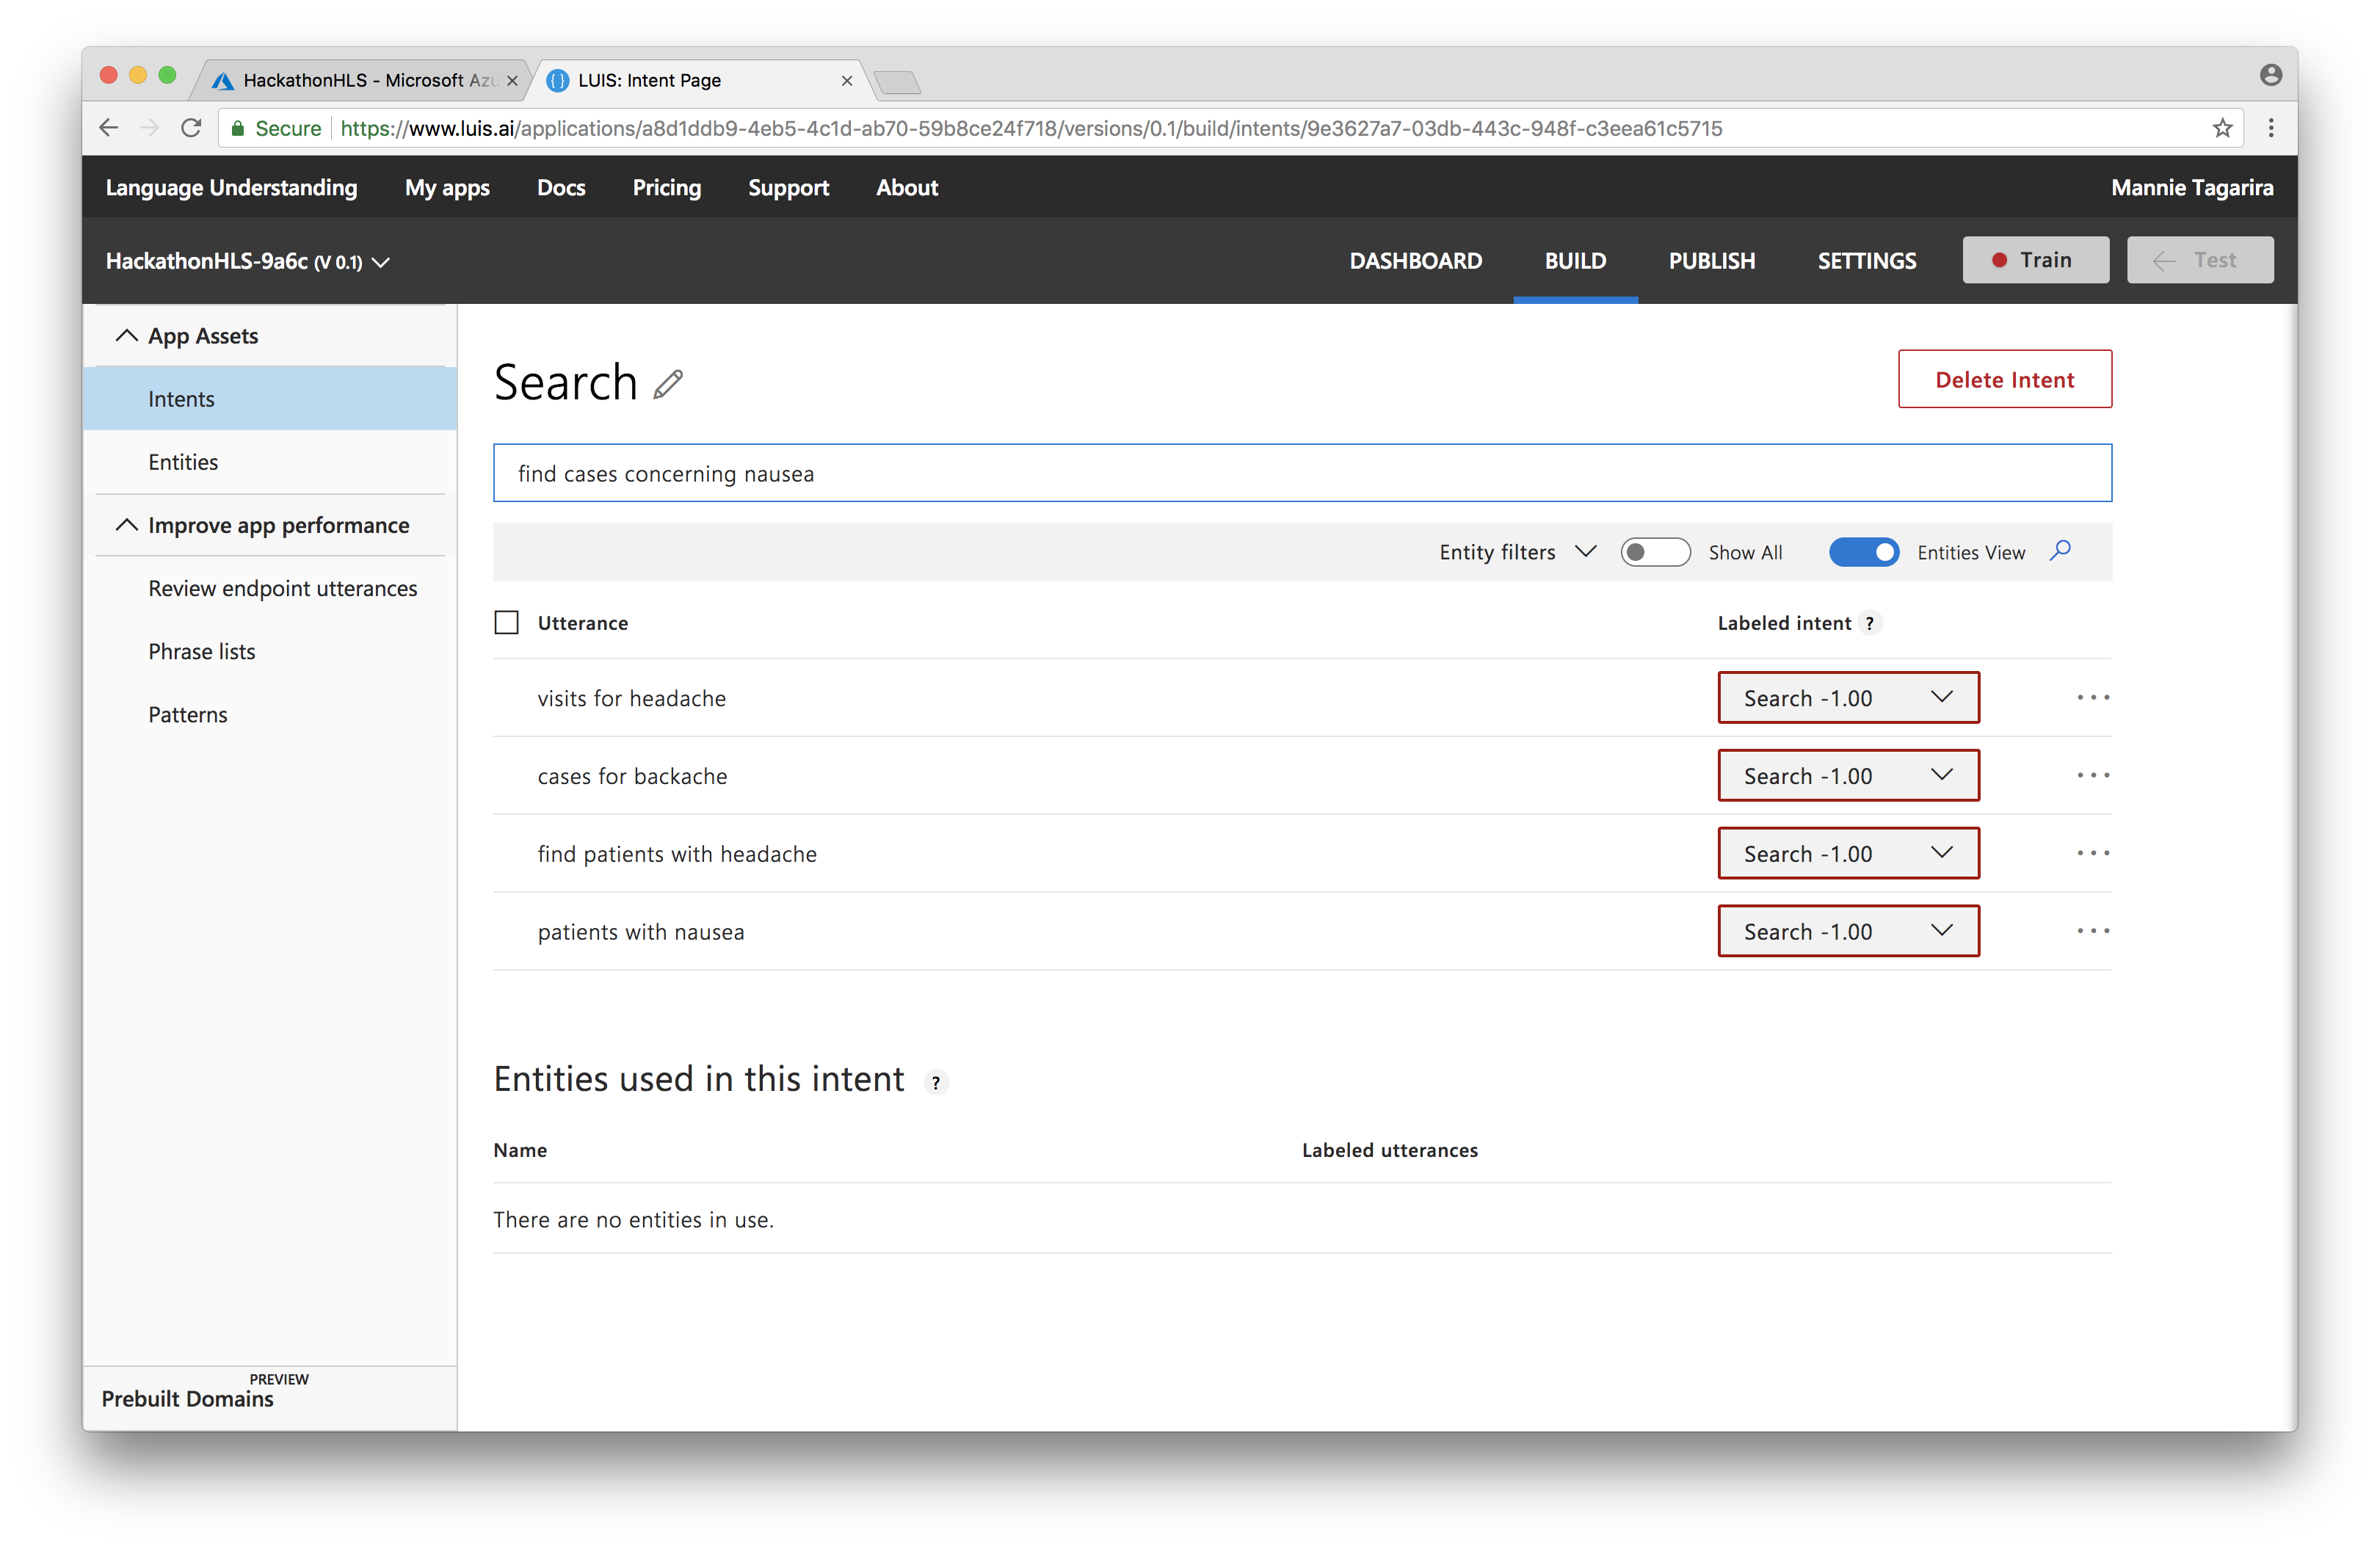 HackathonHLS - Microsoft Azu
LUIS: Intent Page
Secure https://www.luis.ai/applications/a8d1ddb9-4eb5-4c1d-ab70-59b8ce24f718/versions/0.1/build/intents/9e3627a7-03db-443c-948f-c3eea61c5715
Language Understanding My apps Docs Pricing Support About Mannie Tagarira
HackathonHLS-9a6c (V 0.1) DASHBOARD BUILD PUBLISH SETTINGS Train Test
App Assets
Intents
Entities
Improve app performance
Review endpoint utterances
Phrase lists
Patterns
PREVIEW
Prebuilt Domains
Search
Delete Intent
find cases concerning nausea
Entity filters Show All Entities View
Utterance Labeled intent ?
visits for headache Search -1.00
cases for backache Search -1.00
find patients with headache Search -1.00
patients with nausea Search -1.00
Entities used in this intent ?
Name Labeled utterances
There are no entities in use.